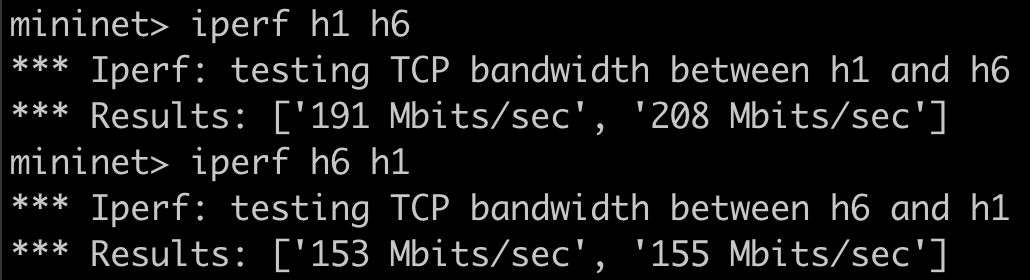 mininet> iperf h1 h6
*** Iperf: testing TCP bandwidth between h1 and h6
*** Results: ['191 Mbits/sec', '208 Mbits/sec']
mininet> iperf h6 h1
*** Iperf: testing TCP bandwidth between h6 and h1
*** Results: ['153 Mbits/sec', '155 Mbits/sec']